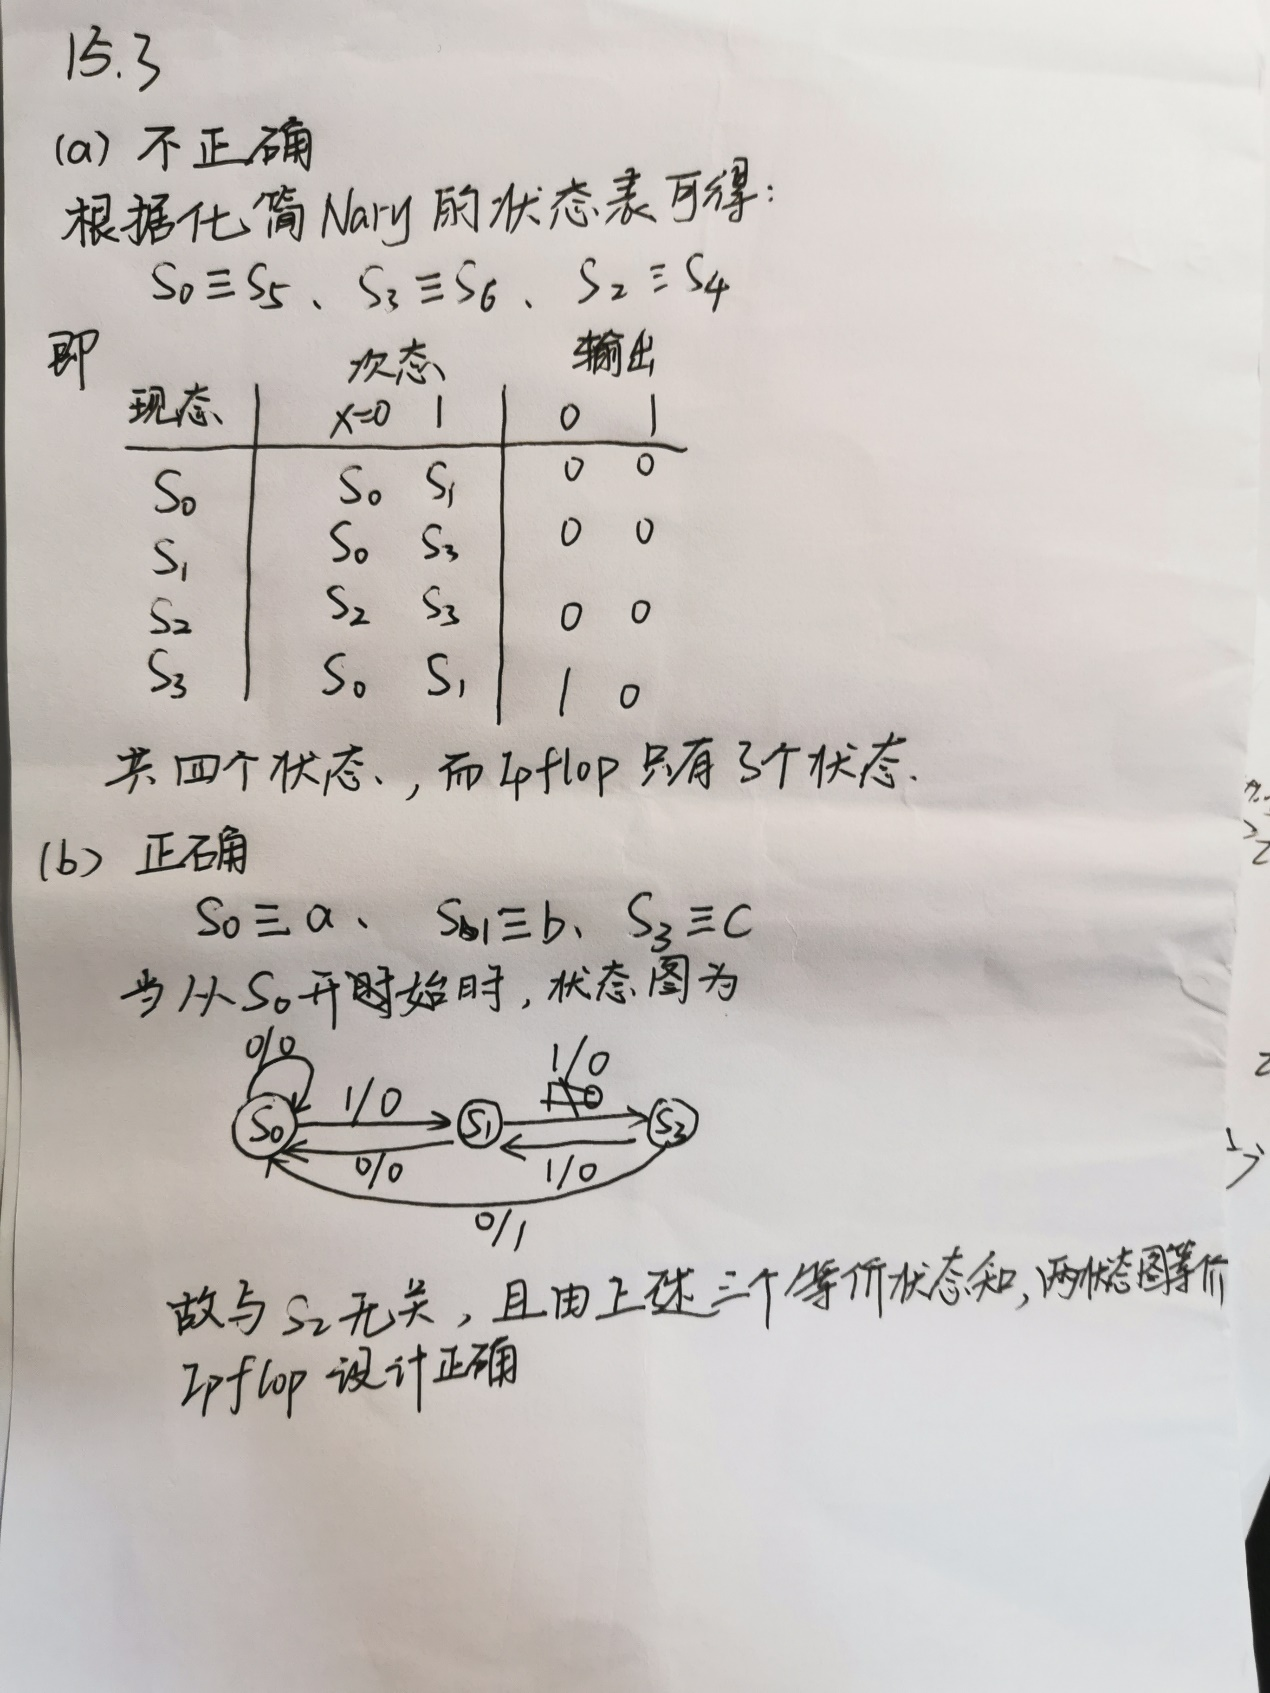 15.3
(a) 不正确
根据化简Nary的状态表可得:
S0≡S5、S3≡S6、S2≡S4
即
次态 输出
现态 x=0 1 0 1
S0 S0 S1 0 0
S1 S0 S3 0 0
S2 S2 S3 0 0
S3 S0 S1 1 0
共四个状态,而Ipflop只有3个状态.
(b) 正确
S0≡a、S1≡b、S3≡c
当从S0开始时,状态图为
0/0 1/0
1/0
S0 S1
0/0 1/0
0/1
故与S2无关,且由上述三个等价状态知,两状态图等价
Ipflop设计正确